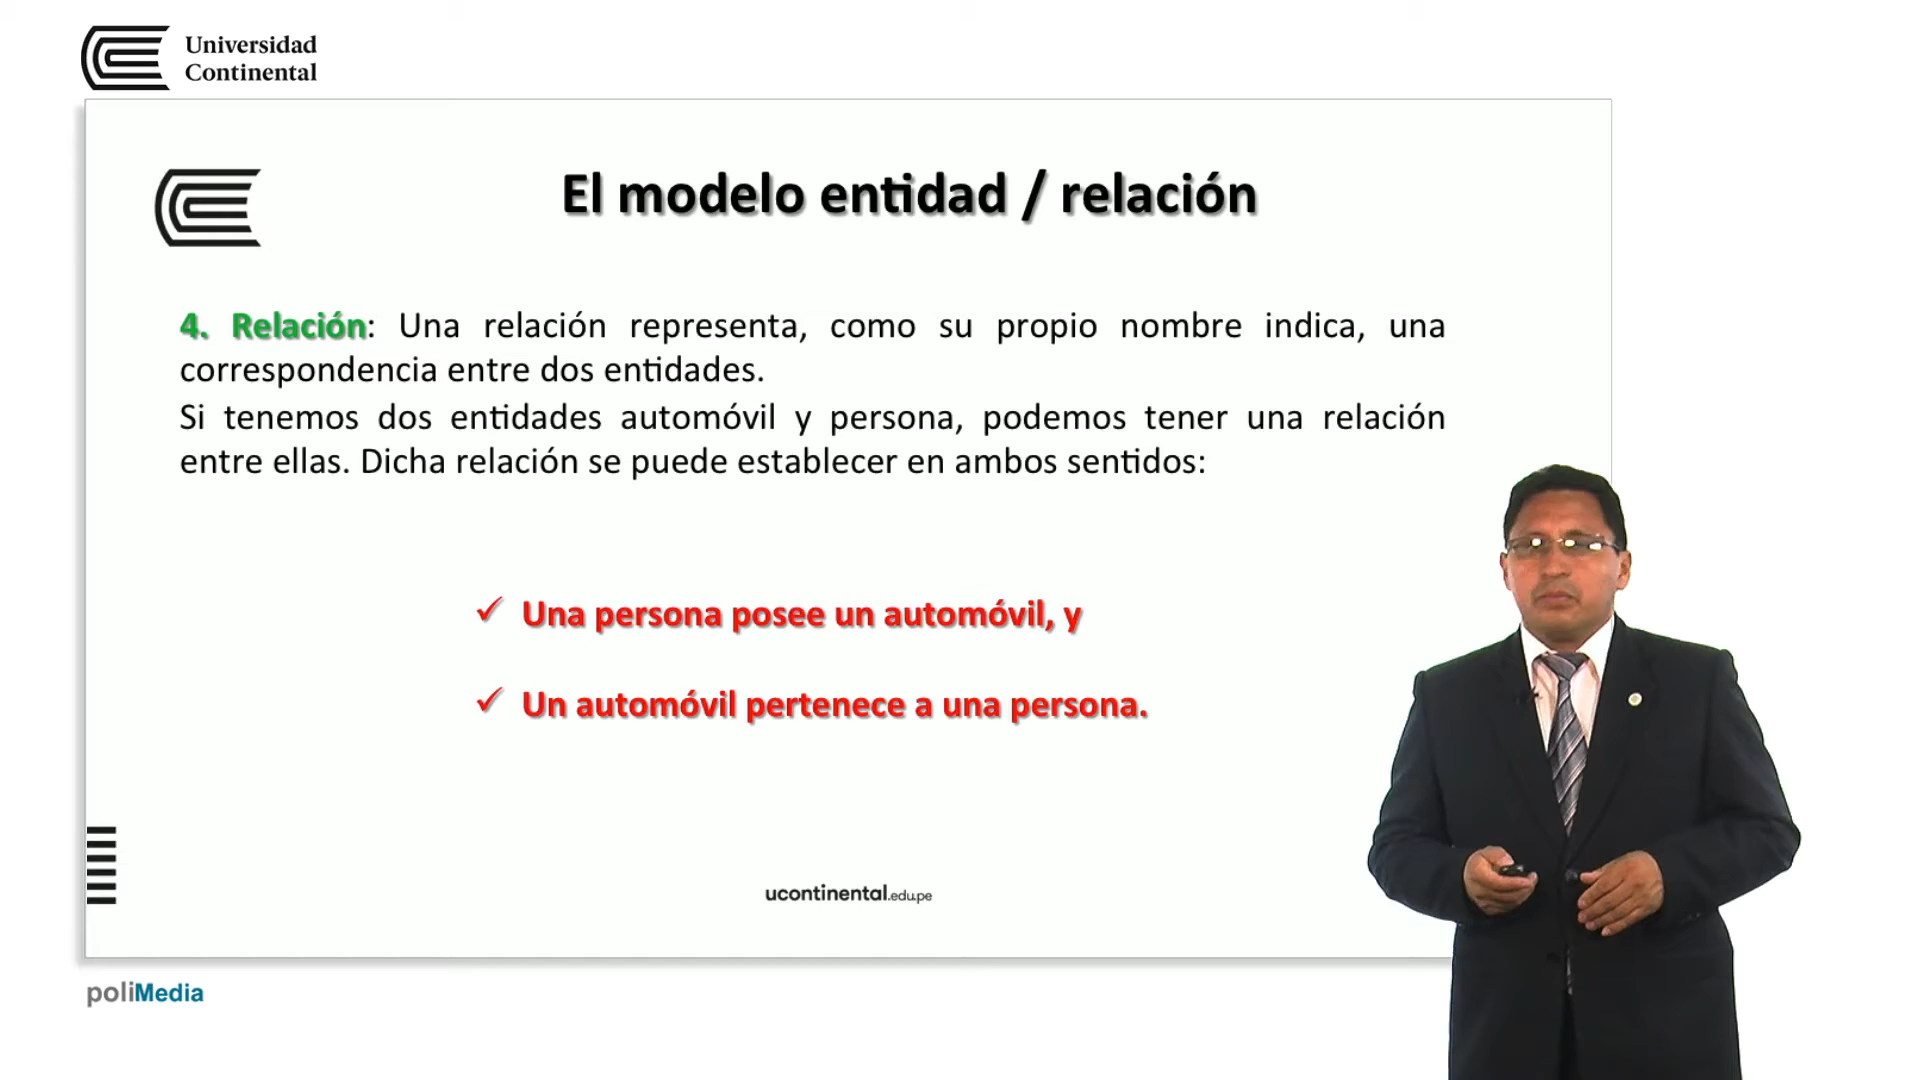 Universidad
Continental
El modelo entidad / relación
4. Relación: Una relación representa, como su propio nombre indica, una
correspondencia entre dos entidades.
Si tenemos dos entidades automóvil y persona, podemos tener una relación
entre ellas. Dicha relación se puede establecer en ambos sentidos:
✓ Una persona posee un automóvil, y
✓ Un automóvil pertenece a una persona.
ucontinental.edu.pe
poliMedia